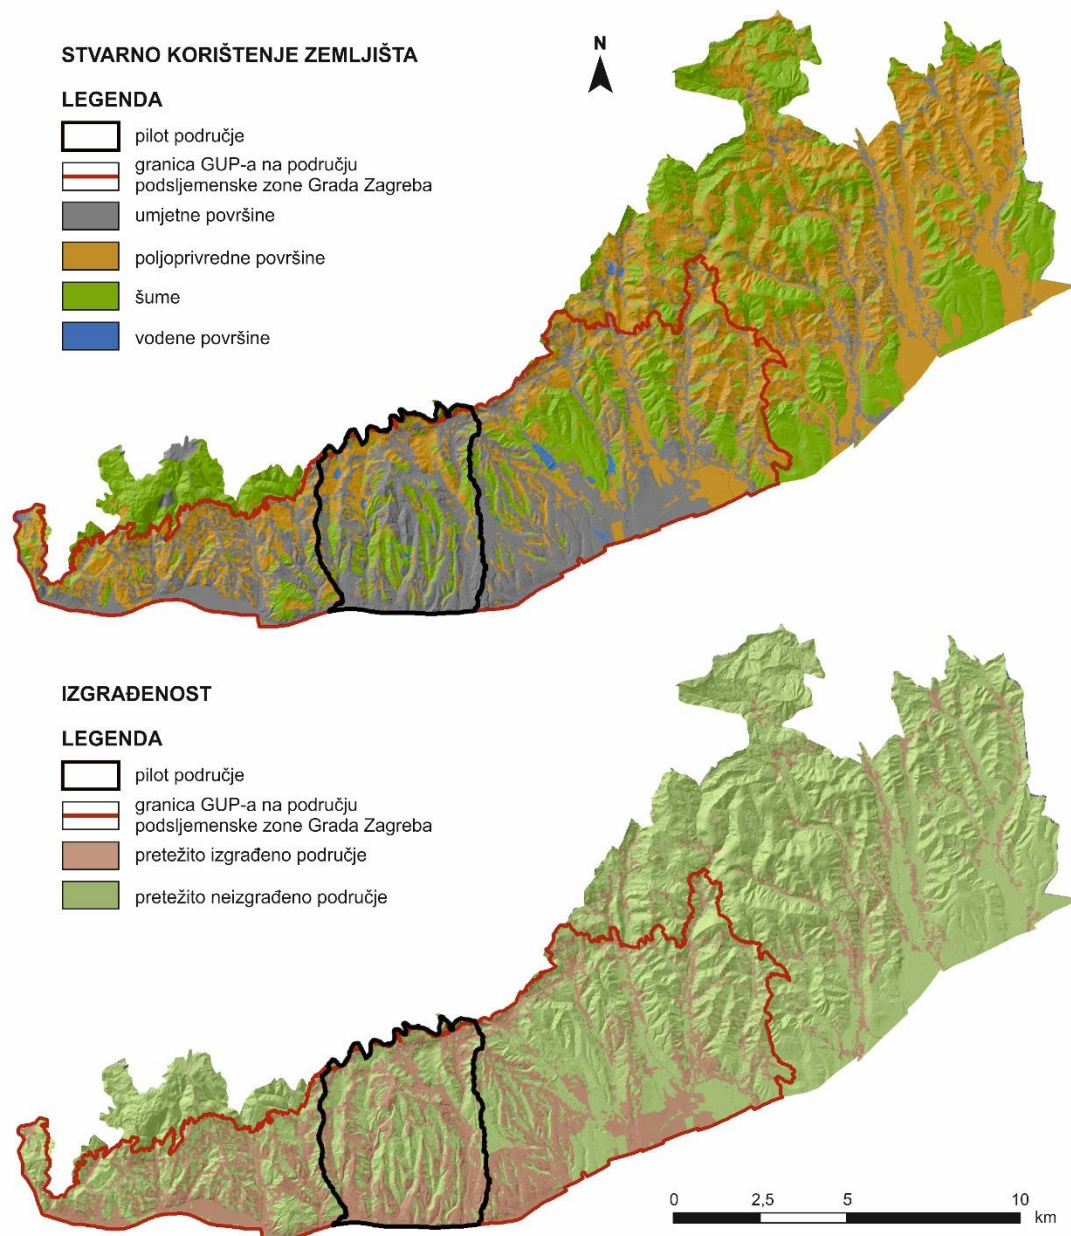 STVARNO KORIŠTENJE ZEMLJIŠTA
N
LEGENDA
pilot područje
granica GUP-a na području
podsljemenske zone Grada Zagreba
umjetne površine
poljoprivredne površine
šume
vodene površine
IZGRAĐENOST
LEGENDA
pilot područje
granica GUP-a na području
podsljemenske zone Grada Zagreba
pretežito izgrađeno područje
pretežito neizgrađeno područje
0 2,5 5 10
km